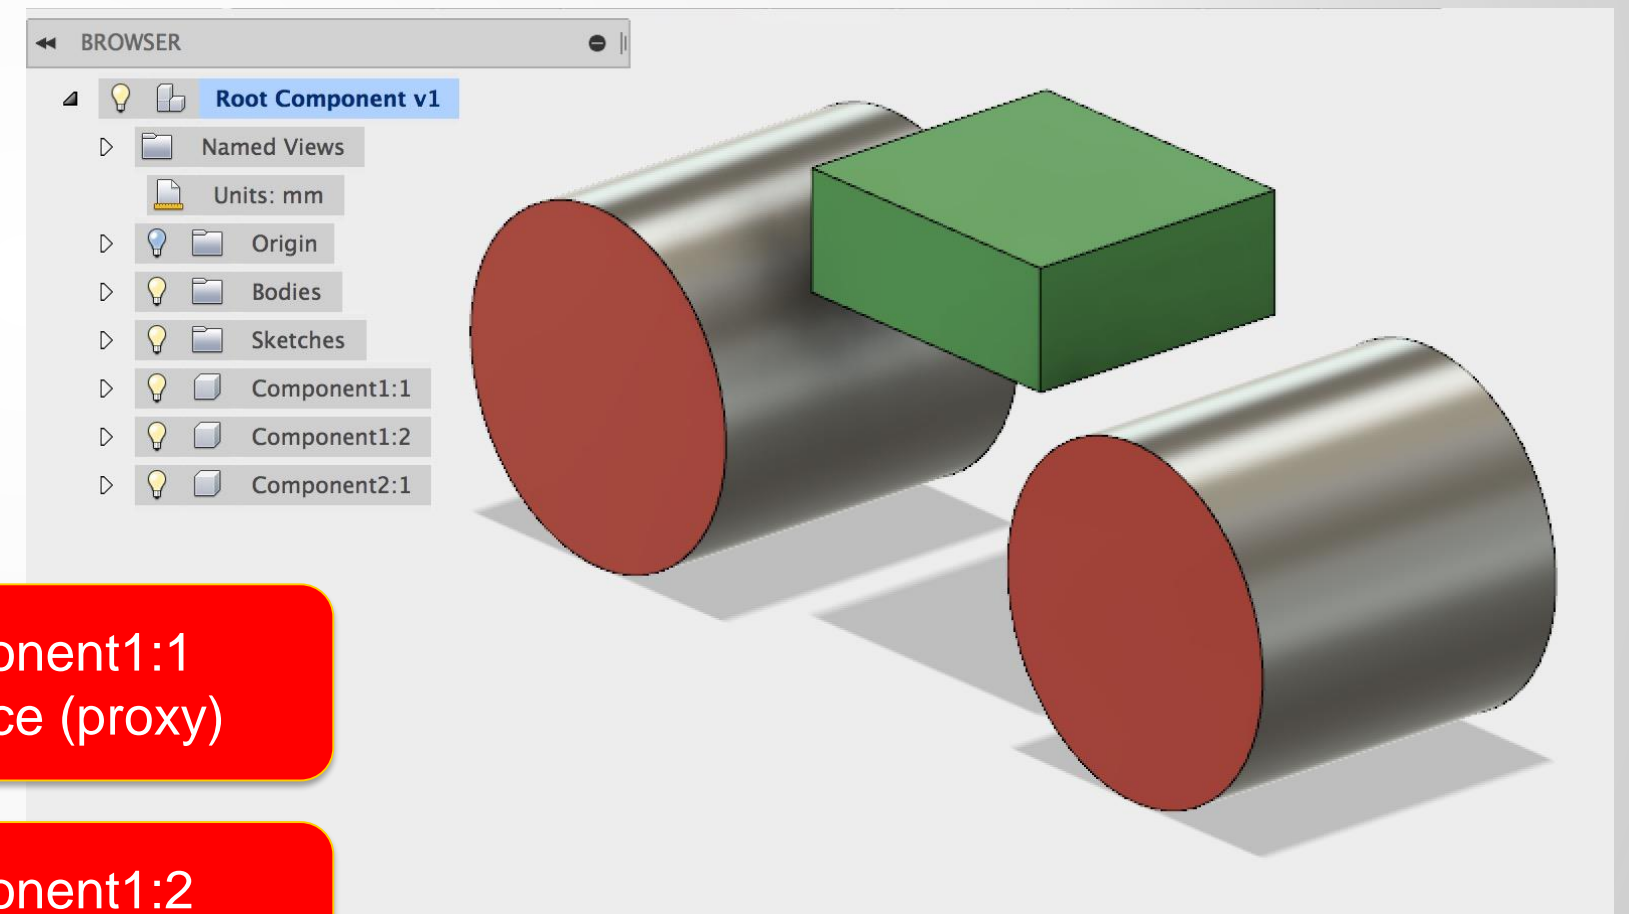 BROWSER
Root Component v1
Named Views
Units: mm
Origin
Bodies
Sketches
Component1:1
Component1:2
Component2:1
onent1:1
ce (proxy)
onent1:2